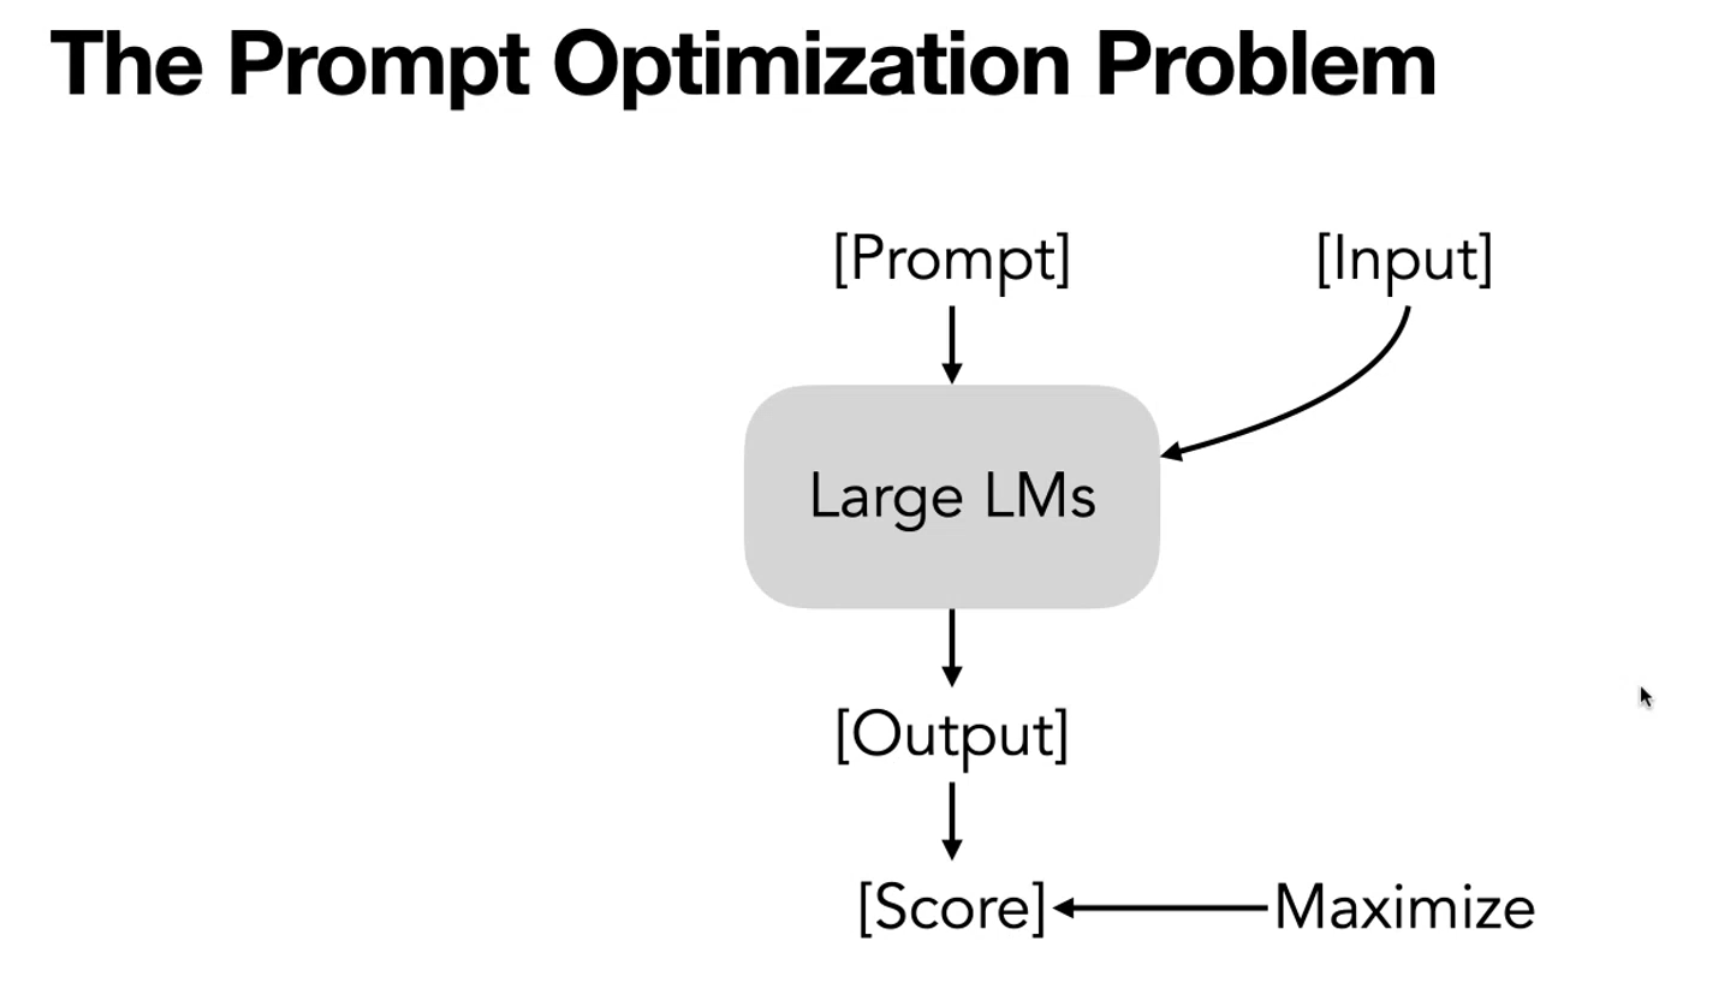 The Prompt Optimization Problem
[Prompt]
[Input]
Large LMs
[Output]
[Score]
Maximize